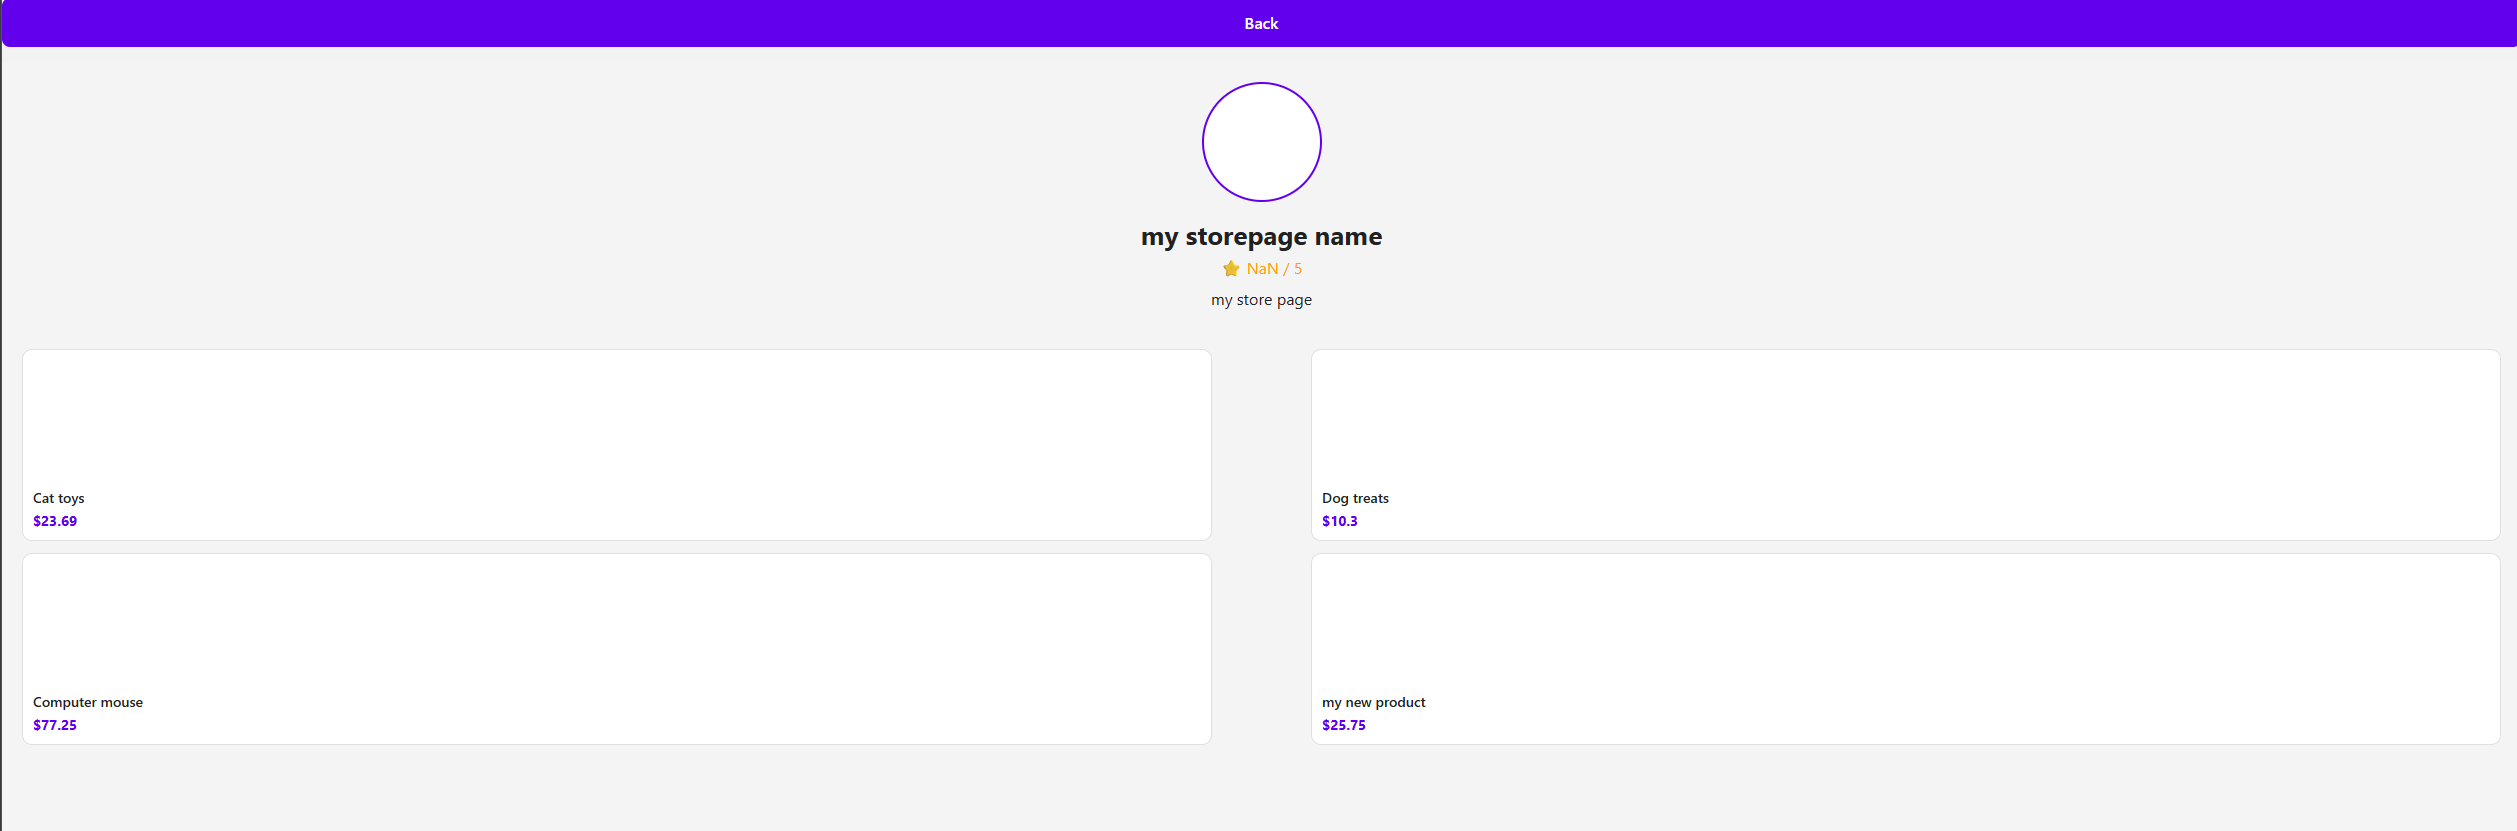 Back
my storepage name
⭐ NaN / 5
my store page
Cat toys
$23.69
Dog treats
$10.3
Computer mouse
$77.25
my new product
$25.75